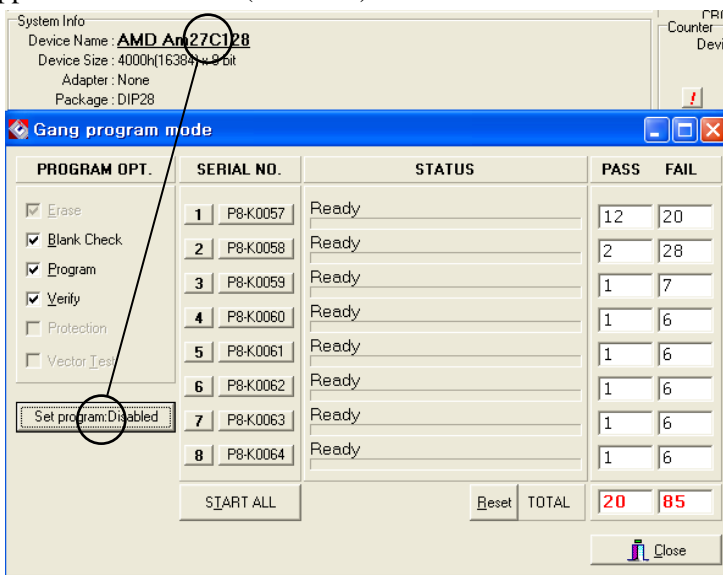 System Info
Device Name : AMD Am27C128
Device Size : 4000h(16384) x 8 bit
Adapter : None
Package : DIP28
Counter
!
Gang program mode
PROGRAM OPT. SERIAL NO. STATUS PASS FAIL
Erase
Blank Check
Program
Verify
Protection
Vector Test
Set program:Disabled
1 P8-K0057 Ready 12 20
2 P8-K0058 Ready 2 28
3 P8-K0059 Ready 1 7
4 P8-K0060 Ready 1 6
5 P8-K0061 Ready 1 6
6 P8-K0062 Ready 1 6
7 P8-K0063 Ready 1 6
8 P8-K0064 Ready 1 6
START ALL Reset TOTAL 20 85
Close